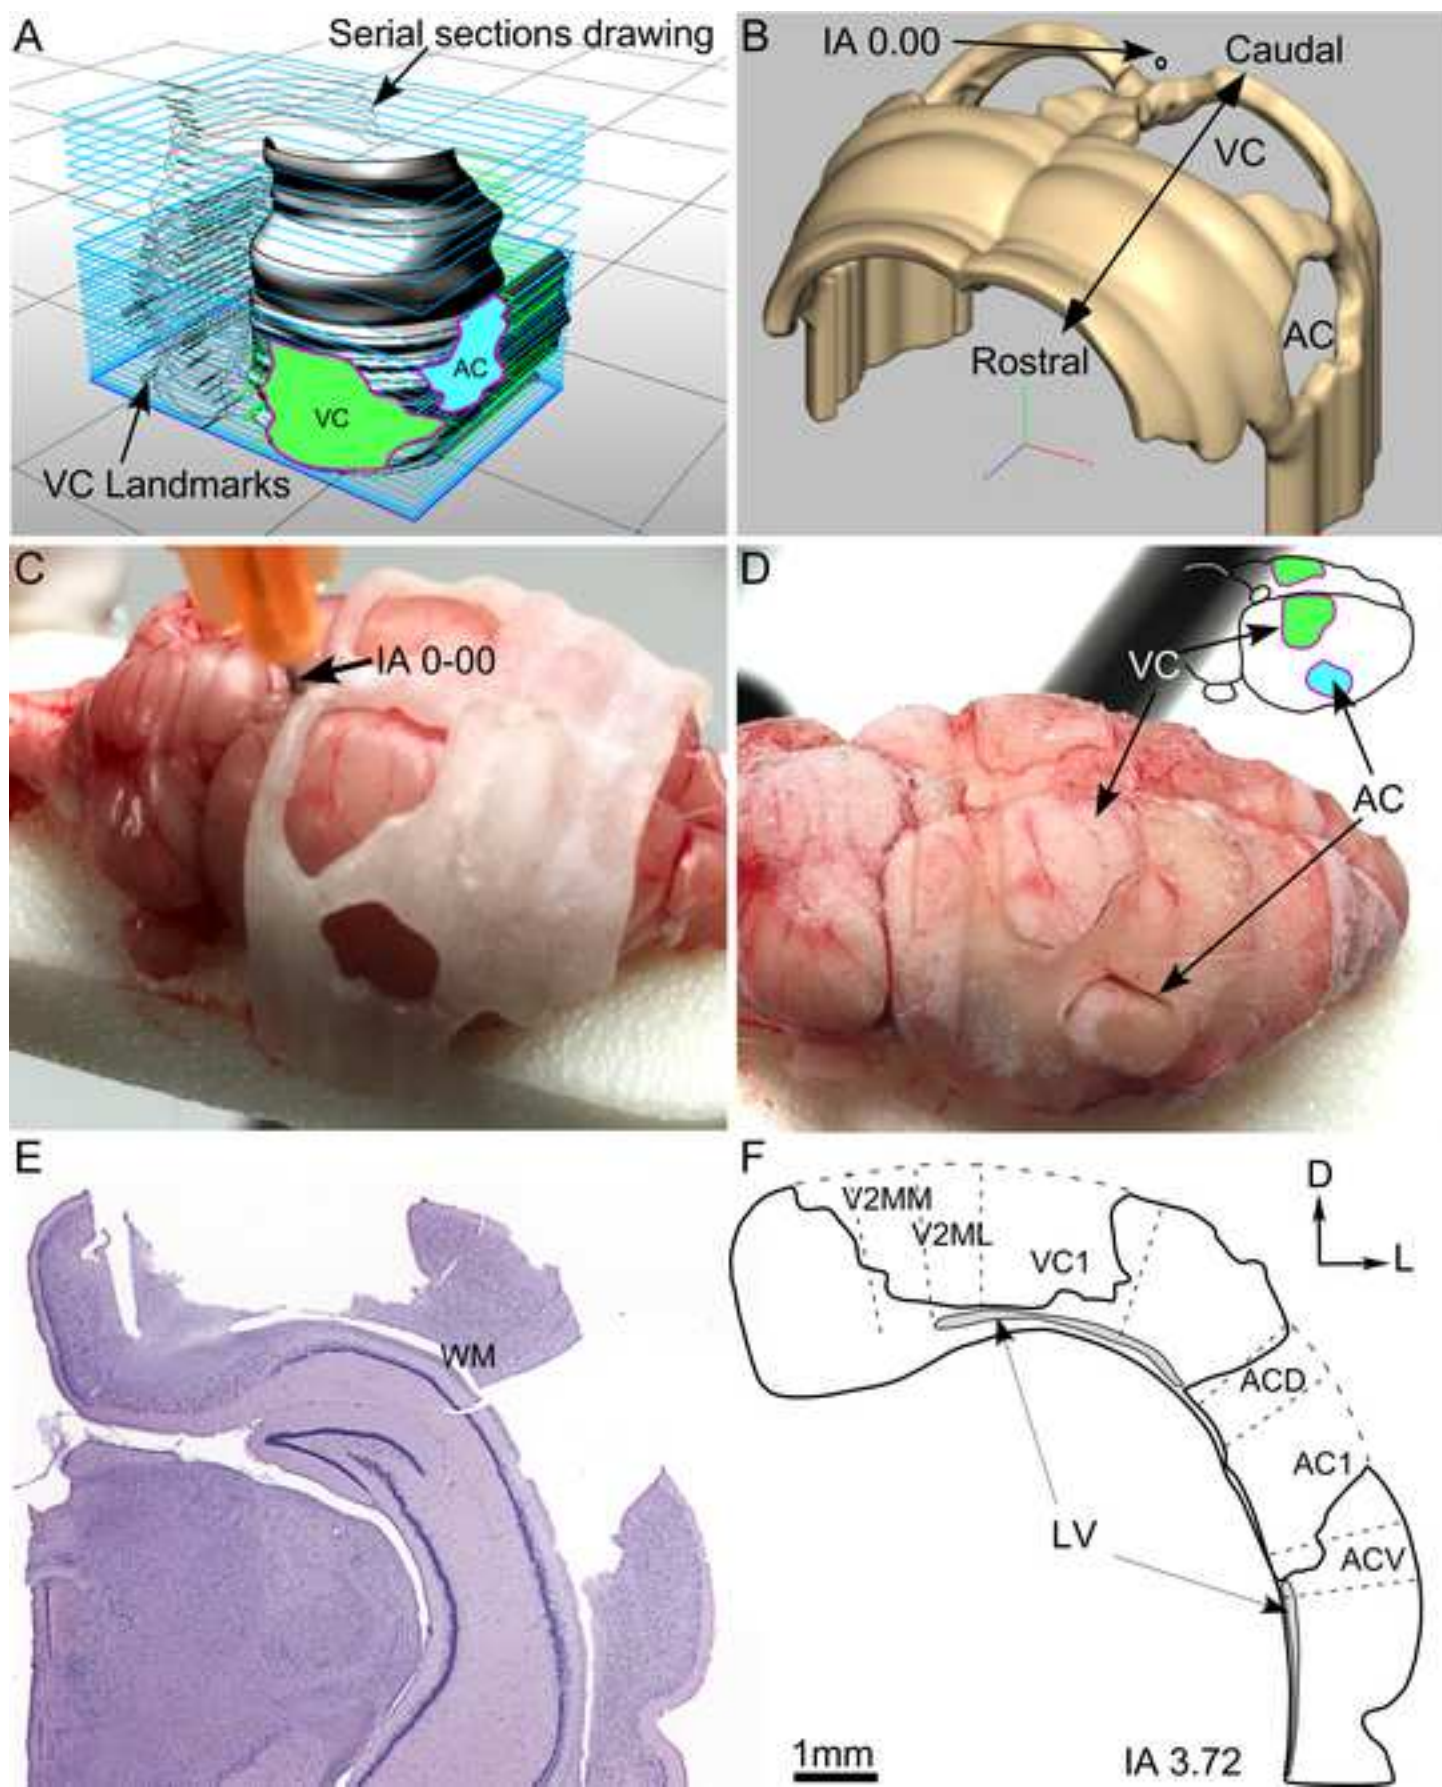 A
Serial sections drawing
AC
VC
VC Landmarks
B
IA 0.00
Caudal
VC
AC
Rostral
C
IA 0-00
D
VC
AC
E
WM
F
D
L
V2MM
V2ML
VC1
ACD
AC1
ACV
LV
1mm
IA 3.72